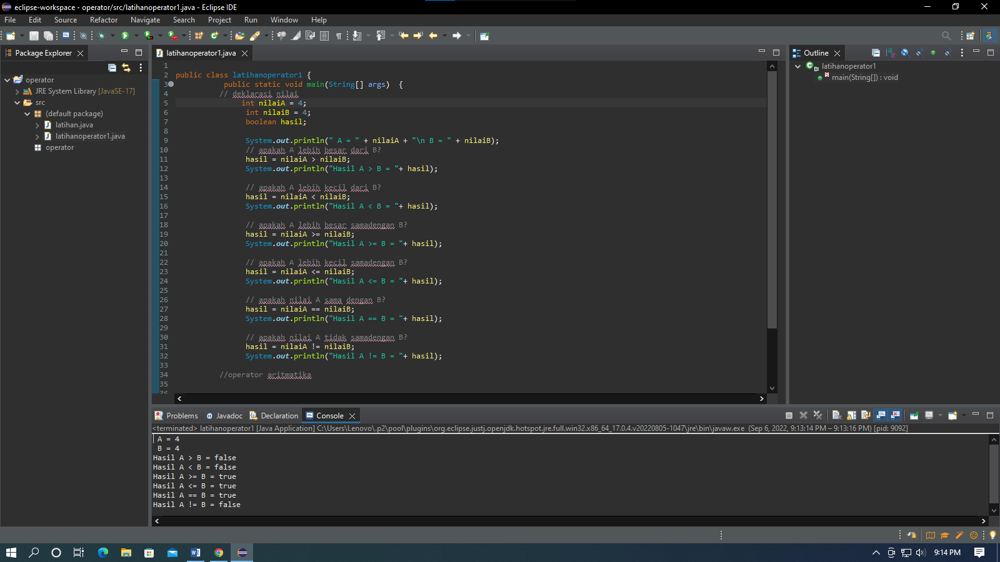 eclipse-workspace - operator/src/latihanoperator1.java - Eclipse IDE
File Edit Source Refactor Navigate Search Project Run Window Help
Package Explorer
operator
JRE System Library [JavaSE-17]
src
(default package)
latihan.java
latihanoperator1.java
operator
latihanoperator1.java
1
2 public class latihanoperator1 {
3 public static void main(String[] args) {
4 // deklarasi nilai
5 int nilaiA = 4;
6 int nilaiB = 4;
7 boolean hasil;
8
9 System.out.println(" A = " + nilaiA + "\n B = " + nilaiB);
10 // apakah A lebih besar dari B?
11 hasil = nilaiA > nilaiB;
12 System.out.println("Hasil A > B = "+ hasil);
13
14 // apakah A lebih kecil dari B?
15 hasil = nilaiA < nilaiB;
16 System.out.println("Hasil A < B = "+ hasil);
17
18 // apakah A lebih besar samadengan B?
19 hasil = nilaiA >= nilaiB;
20 System.out.println("Hasil A >= B = "+ hasil);
21
22 // apakah A lebih kecil samadengan B?
23 hasil = nilaiA <= nilaiB;
24 System.out.println("Hasil A <= B = "+ hasil);
25
26 // apakah nilai A sama dengan B?
27 hasil = nilaiA == nilaiB;
28 System.out.println("Hasil A == B = "+ hasil);
29
30 // apakah nilai A tidak samadengan B?
31 hasil = nilaiA != nilaiB;
32 System.out.println("Hasil A != B = "+ hasil);
33
34 //operator aritmatika
35
36
Outline
latihanoperator1
main(String[]) : void
Problems Javadoc Declaration Console
<terminated> latihanoperator1 [Java Application] C:\Users\Lenovo\.p2\pool\plugins\org.eclipse.justj.openjdk.hotspot.jre.full.win32.x86_64_17.0.4.v20220805-1047\jre\bin\javaw.exe (Sep 6, 2022, 9:13:14 PM – 9:13:16 PM) [pid: 9092]
A = 4
B = 4
Hasil A > B = false
Hasil A < B = false
Hasil A >= B = true
Hasil A <= B = true
Hasil A == B = true
Hasil A != B = false
9:14 PM